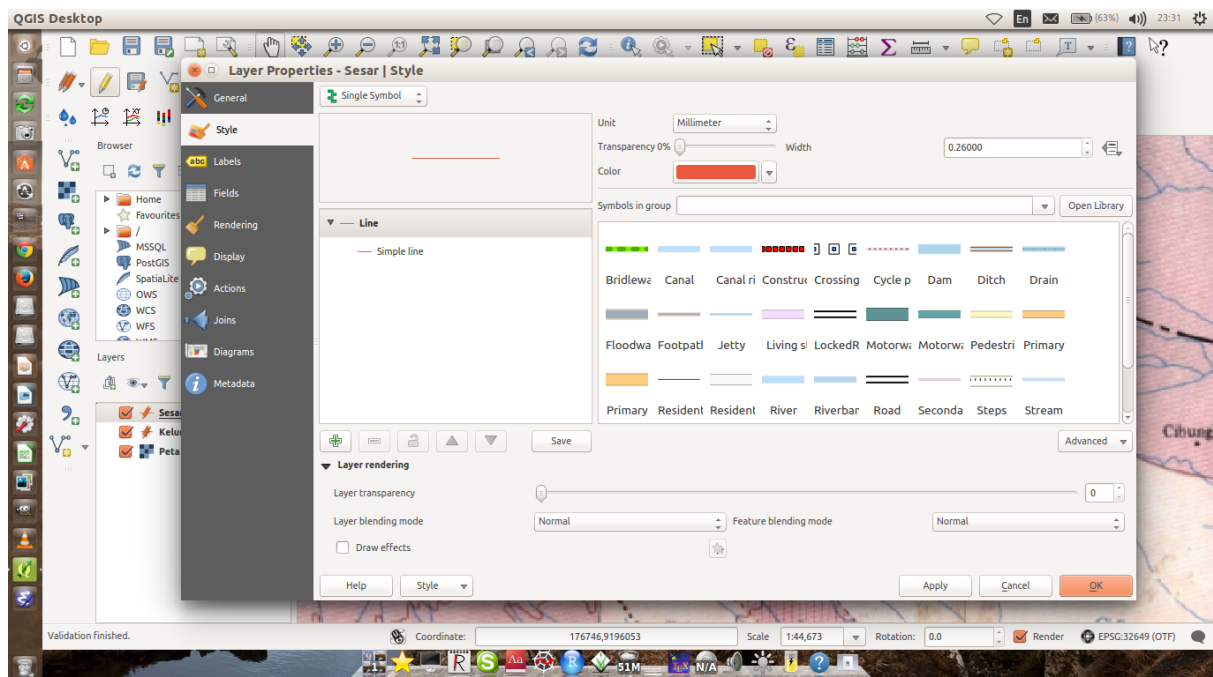 QGIS Desktop
En
(63%)
23:31
Layer Properties - Sesar | Style
General
Style
Labels
Fields
Rendering
Display
Actions
Joins
Diagrams
Metadata
Browser
Home
Favourites
/
MSSQL
PostGIS
SpatiaLite
OWS
WCS
WFS
Layers
Sesar
Kelu
Peta
Single Symbol
Line
Simple line
Save
Unit
Millimeter
Transparency 0%
Width
0.26000
Color
Symbols in group
Open Library
Bridlewa
Canal
Canal ri
Construc
Crossing
Cycle p
Dam
Ditch
Drain
Floodwa
Footpatl
Jetty
Living sl
LockedR
Motorwa
Motorwa
Pedestri
Primary
Primary
Resident
Resident
River
Riverbar
Road
Seconda
Steps
Stream
Advanced
Layer rendering
Layer transparency
0
Layer blending mode
Normal
Feature blending mode
Normal
Draw effects
Help
Style
Apply
Cancel
OK
Cibung
Validation finished.
Coordinate:
176746,9196053
Scale
1:44,673
Rotation:
0.0
Render
EPSG:32649 (OTF)
R
S
Aa
R
51M
TEX
N/A